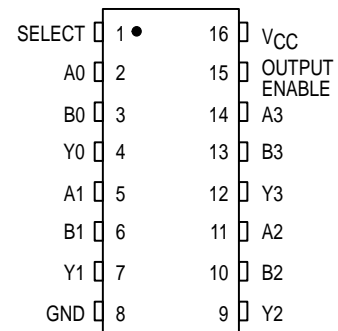 SELECT 1 16 VCC
A0 2 15 OUTPUT ENABLE
B0 3 14 A3
Y0 4 13 B3
A1 5 12 Y3
B1 6 11 A2
Y1 7 10 B2
GND 8 9 Y2